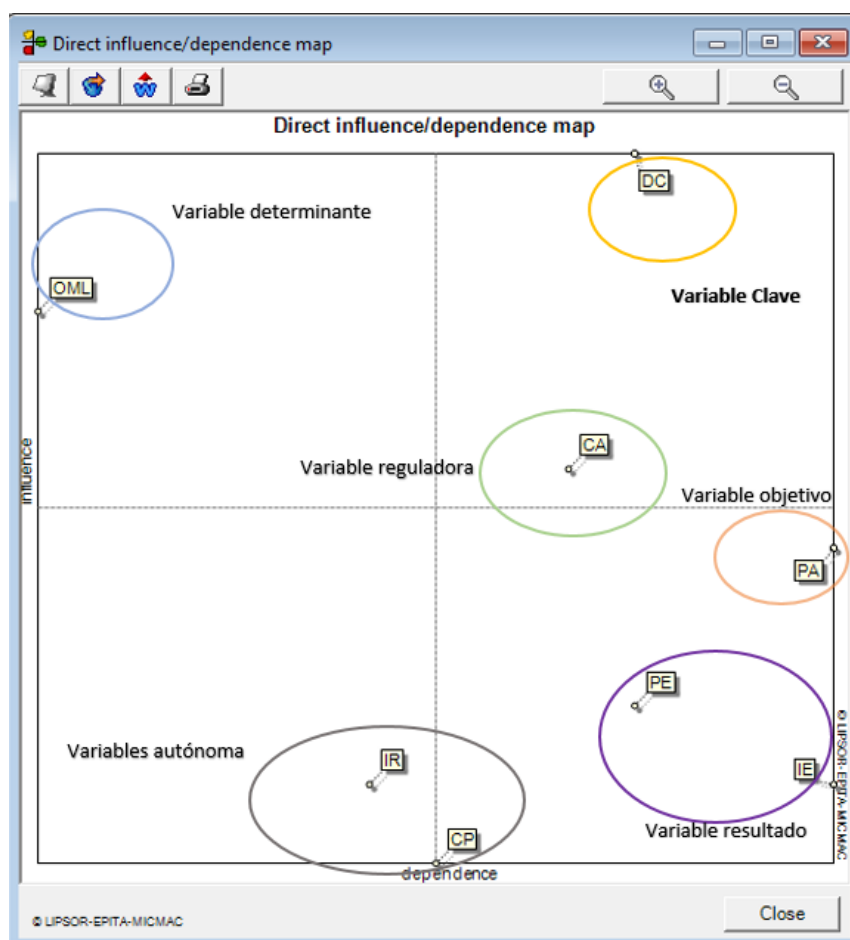 Direct influence/dependence map
Direct influence/dependence map
DC
Variable determinante
OML
Variable Clave
CA
Variable reguladora
influence
Variable objetivo
PA
PE
Variables autónoma
IR
IE
© LIPSOR-EPITA-MICMAC
Variable resultado
CP
dependence
© LIPSOR-EPITA-MICMAC
Close